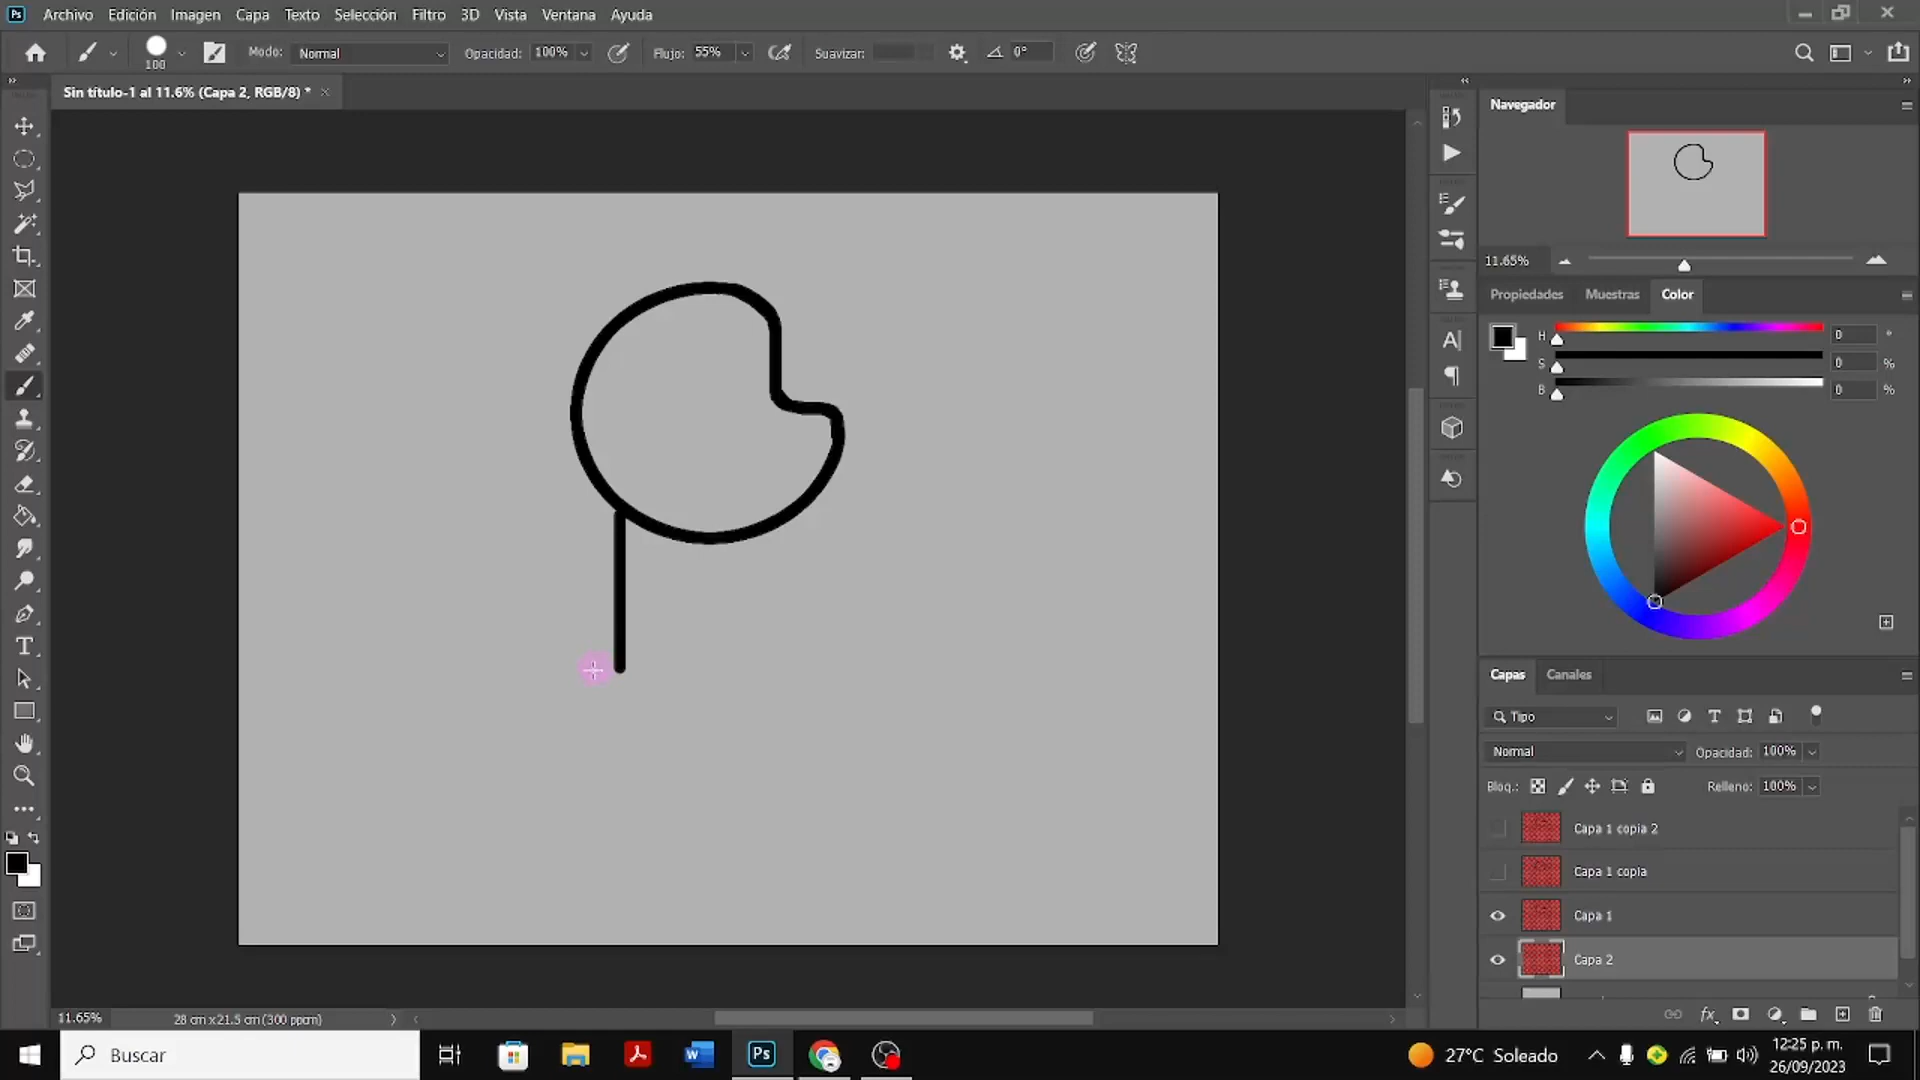 Ps Archivo Edición Imagen Capa Texto Selección Filtro 3D Vista Ventana Ayuda
100 Modo: Normal Opacidad: 100% Flujo: 55% Suavizar: 0°
Sin título-1 al 11.6% (Capa 2, RGB/8) *
Navegador
11.65%
Propiedades Muestras Color
H 0 °
S 0 %
B 0 %
Capas Canales
Tipo
Normal Opacidad: 100%
Bloq.: Relleno: 100%
Capa 1 copia 2
Capa 1 copia
Capa 1
Capa 2
11.65% 28 cm x 21.5 cm (300 ppcm)
Buscar
Ps
27°C Soleado
12:25 p. m.
26/09/2023